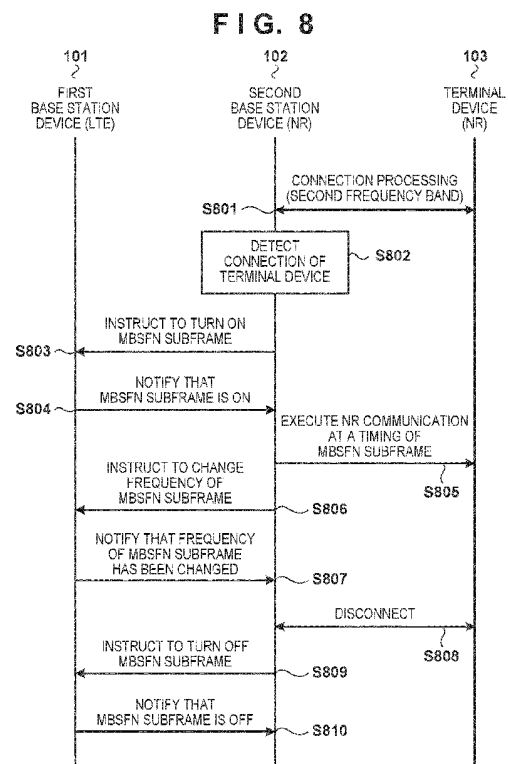 FIG. 8
101
102
103
FIRST
BASE STATION
DEVICE (LTE)
SECOND
BASE STATION
DEVICE (NR)
TERMINAL
DEVICE
(NR)
CONNECTION PROCESSING
(SECOND FREQUENCY BAND)
S801
DETECT
CONNECTION OF
TERMINAL DEVICE
S802
INSTRUCT TO TURN ON
MBSFN SUBFRAME
S803
NOTIFY THAT
MBSFN SUBFRAME IS ON
S804
EXECUTE NR COMMUNICATION
AT A TIMING OF
MBSFN SUBFRAME
S805
INSTRUCT TO CHANGE
FREQUENCY OF
MBSFN SUBFRAME
S806
NOTIFY THAT FREQUENCY
OF MBSFN SUBFRAME
HAS BEEN CHANGED
S807
DISCONNECT
S808
INSTRUCT TO TURN OFF
MBSFN SUBFRAME
S809
NOTIFY THAT
MBSFN SUBFRAME IS OFF
S810